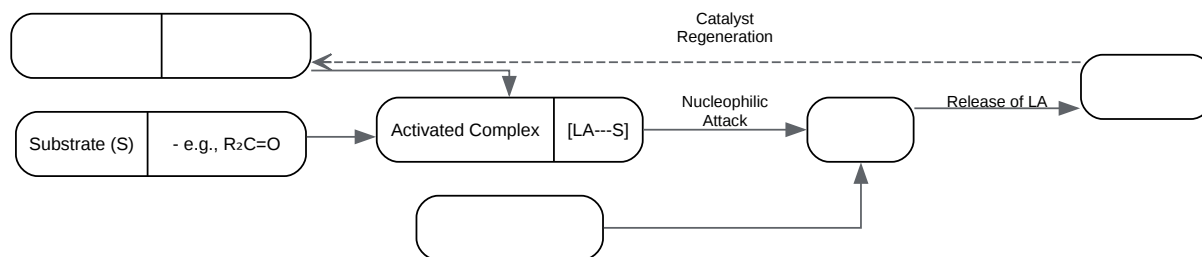 Catalyst
Regeneration
Substrate (S)
- e.g., R₂C=O
Activated Complex
[LA---S]
Nucleophilic
Attack
Release of LA